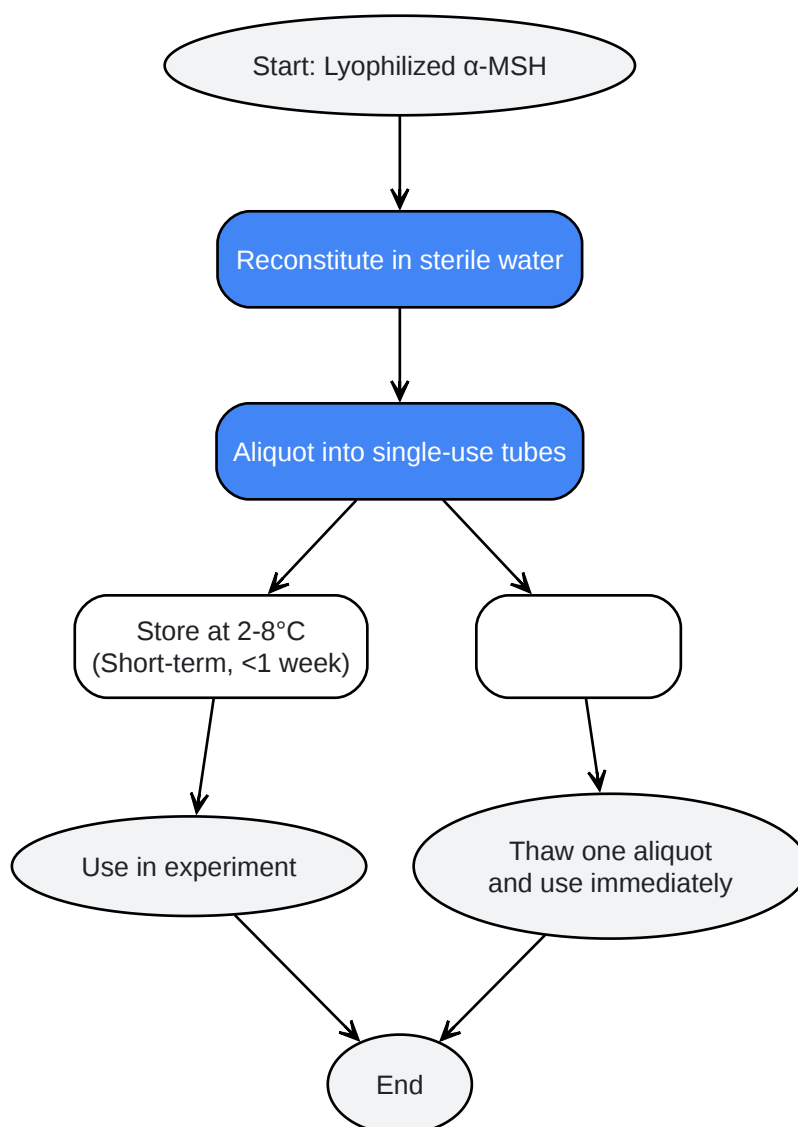 Start: Lyophilized α-MSH
Reconstitute in sterile water
Aliquot into single-use tubes
Store at 2-8°C
(Short-term, <1 week)
Use in experiment
Thaw one aliquot
and use immediately
End